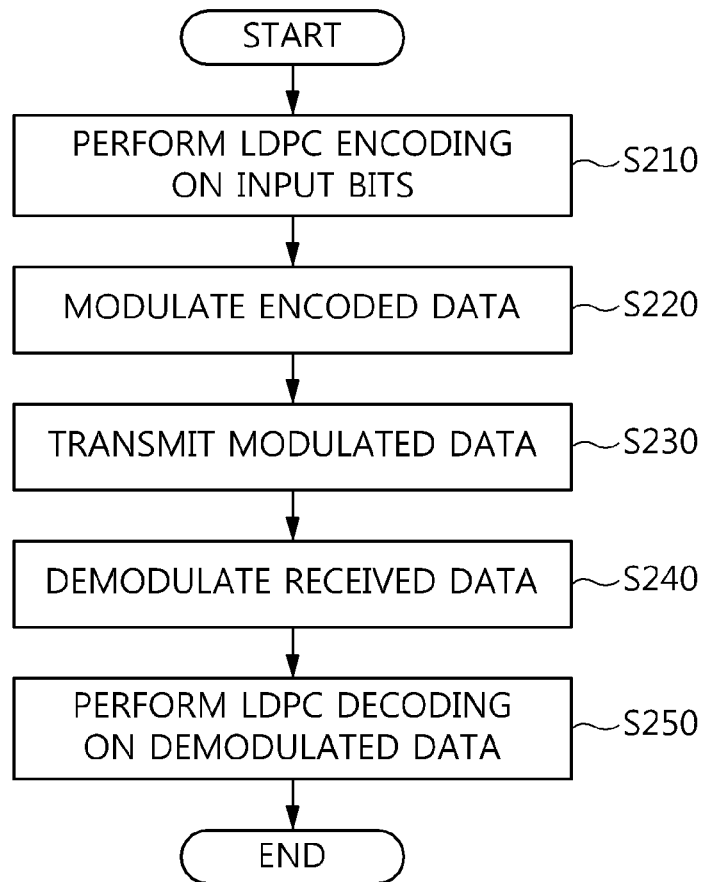 START
PERFORM LDPC ENCODING
ON INPUT BITS
S210
MODULATE ENCODED DATA
S220
TRANSMIT MODULATED DATA
S230
DEMODULATE RECEIVED DATA
S240
PERFORM LDPC DECODING
ON DEMODULATED DATA
S250
END